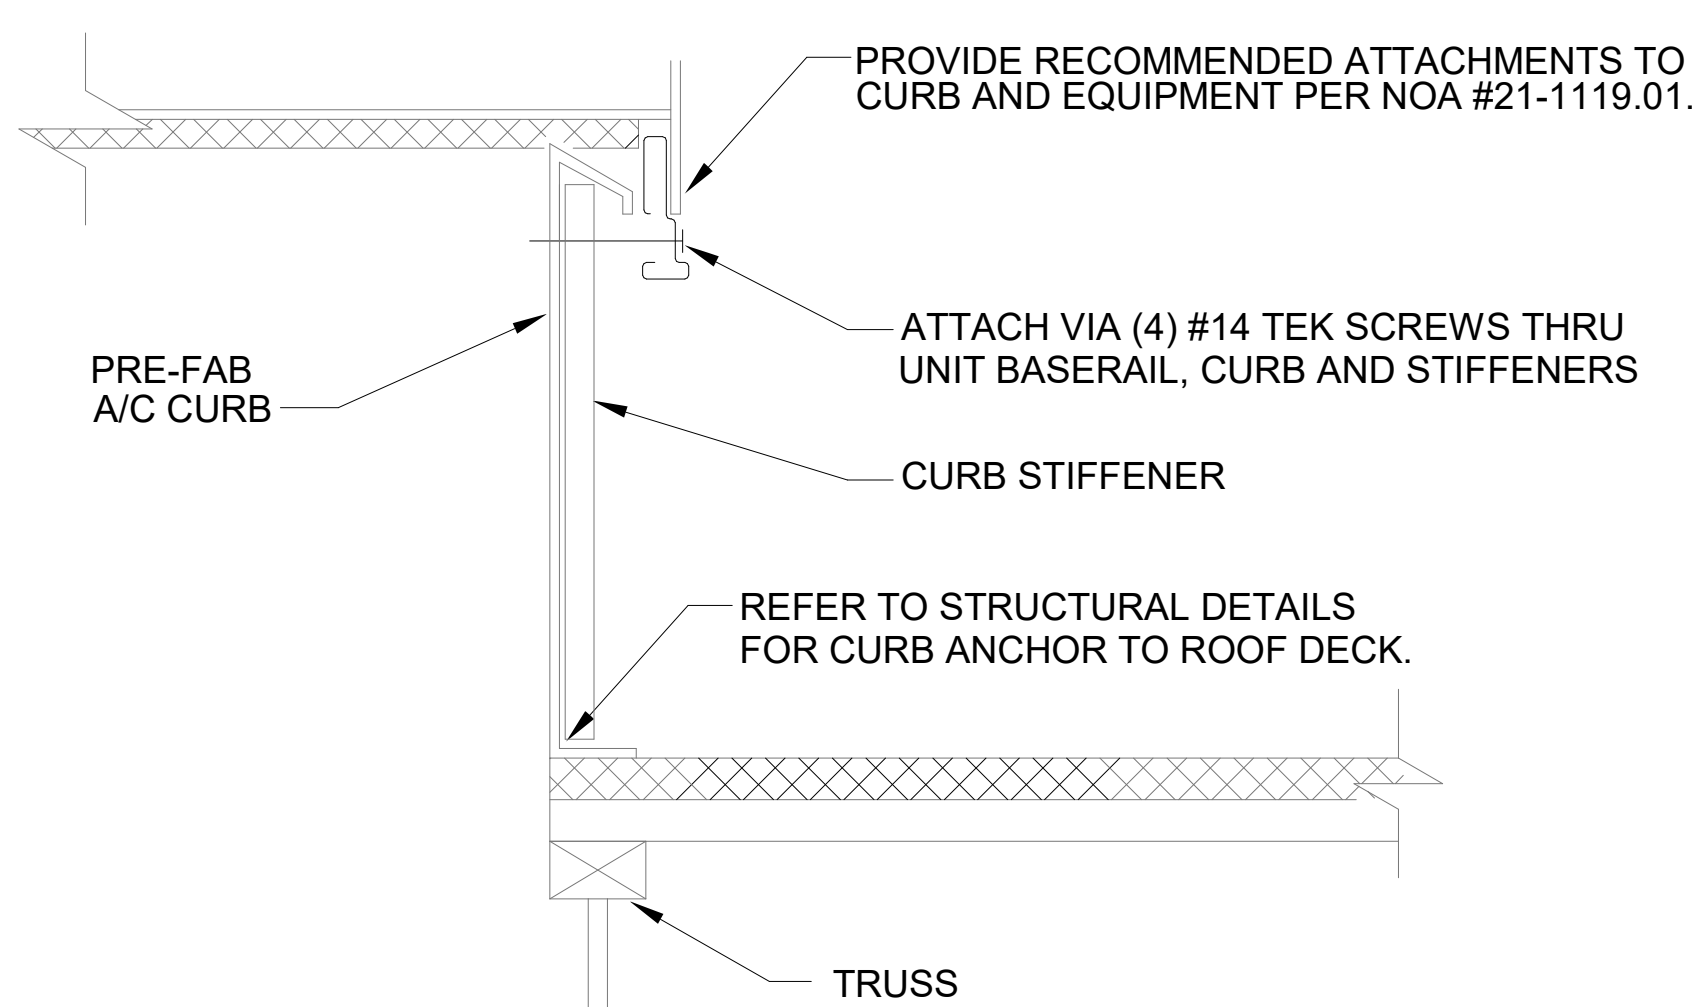 PROVIDE RECOMMENDED ATTACHMENTS TO
CURB AND EQUIPMENT PER NOA #21-1119.01.
ATTACH VIA (4) #14 TEK SCREWS THRU
UNIT BASERAIL, CURB AND STIFFENERS
PRE-FAB
A/C CURB
CURB STIFFENER
REFER TO STRUCTURAL DETAILS
FOR CURB ANCHOR TO ROOF DECK.
TRUSS